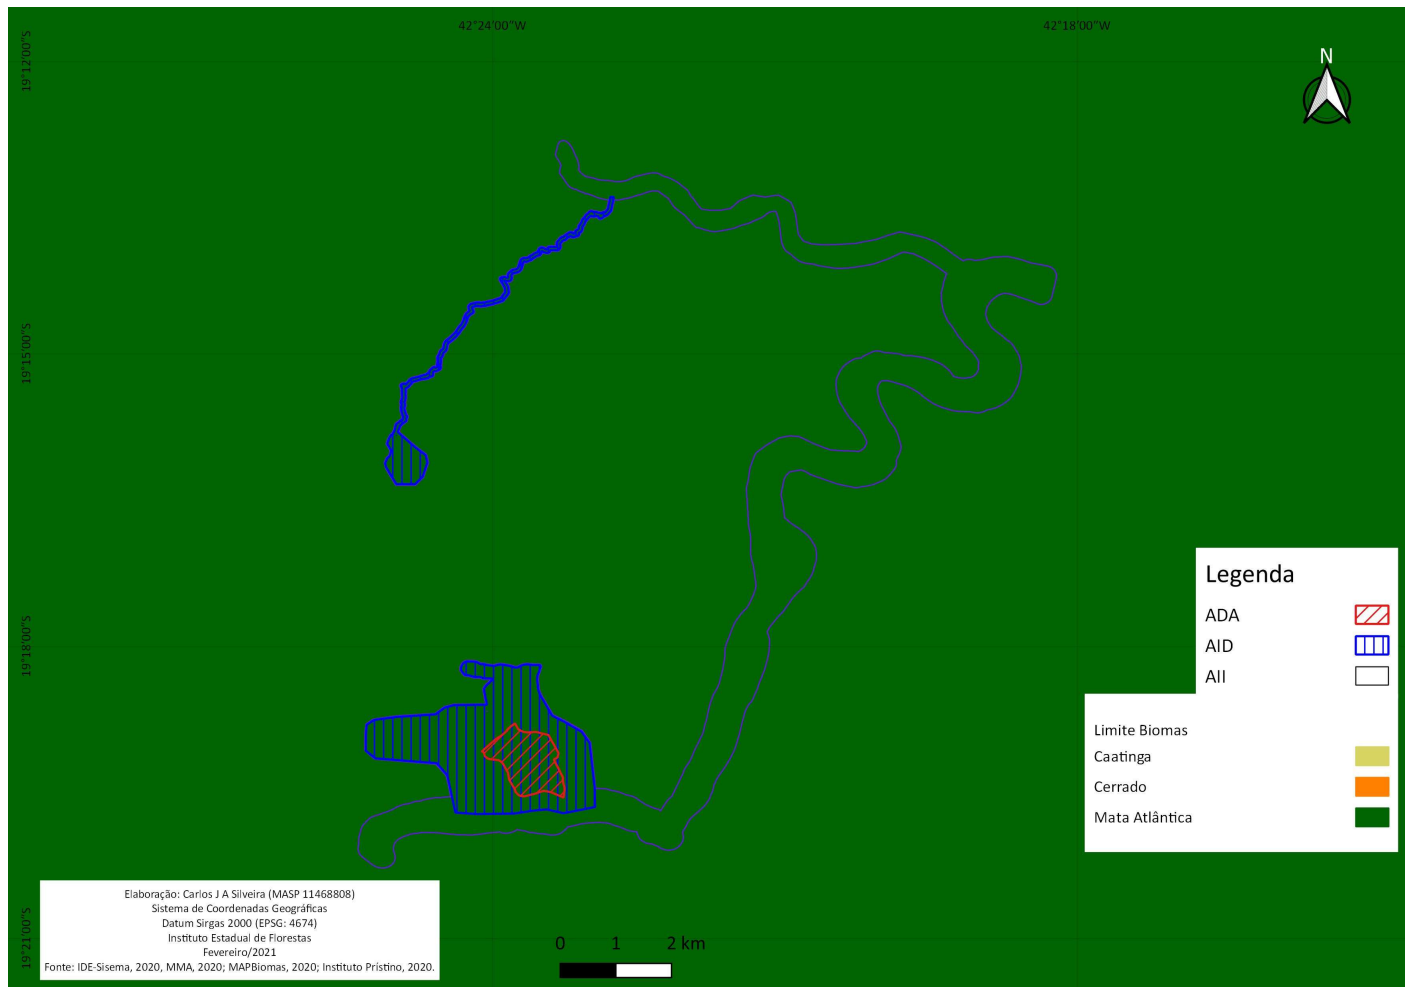 42°24'00"W
42°18'00"W
19°12'00"S
N
19°15'00"S
19°18'00"S
19°21'00"S
Legenda
ADA
AID
AII
Limite Biomas
Caatinga
Cerrado
Mata Atlântica
Elaboração: Carlos J A Silveira (MASP 11468808)
Sistema de Coordenadas Geográficas
Datum Sirgas 2000 (EPSG: 4674)
Instituto Estadual de Florestas
Fevereiro/2021
Fonte: IDE-Sisema, 2020, MMA, 2020; MAPBiomas, 2020; Instituto Prístino, 2020.
0 1 2 km